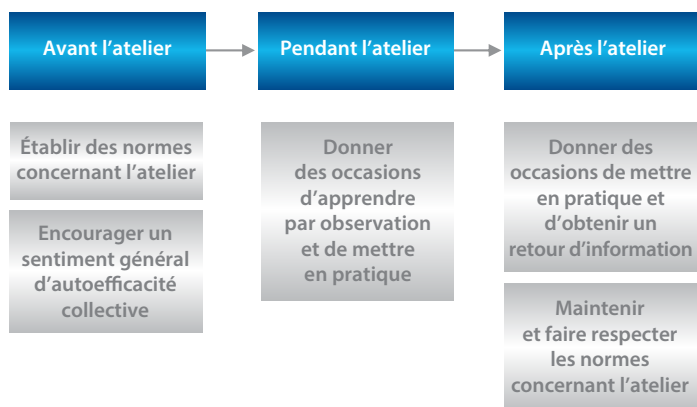 Avant l'atelier
Pendant l'atelier
Après l'atelier
Établir des normes
concernant l'atelier
Encourager un
sentiment général
d'autoefficacité
collective
Donner
des occasions
d'apprendre
par observation
et de mettre
en pratique
Donner des
occasions de mettre
en pratique et
d'obtenir un
retour d'information
Maintenir
et faire respecter
les normes
concernant l'atelier